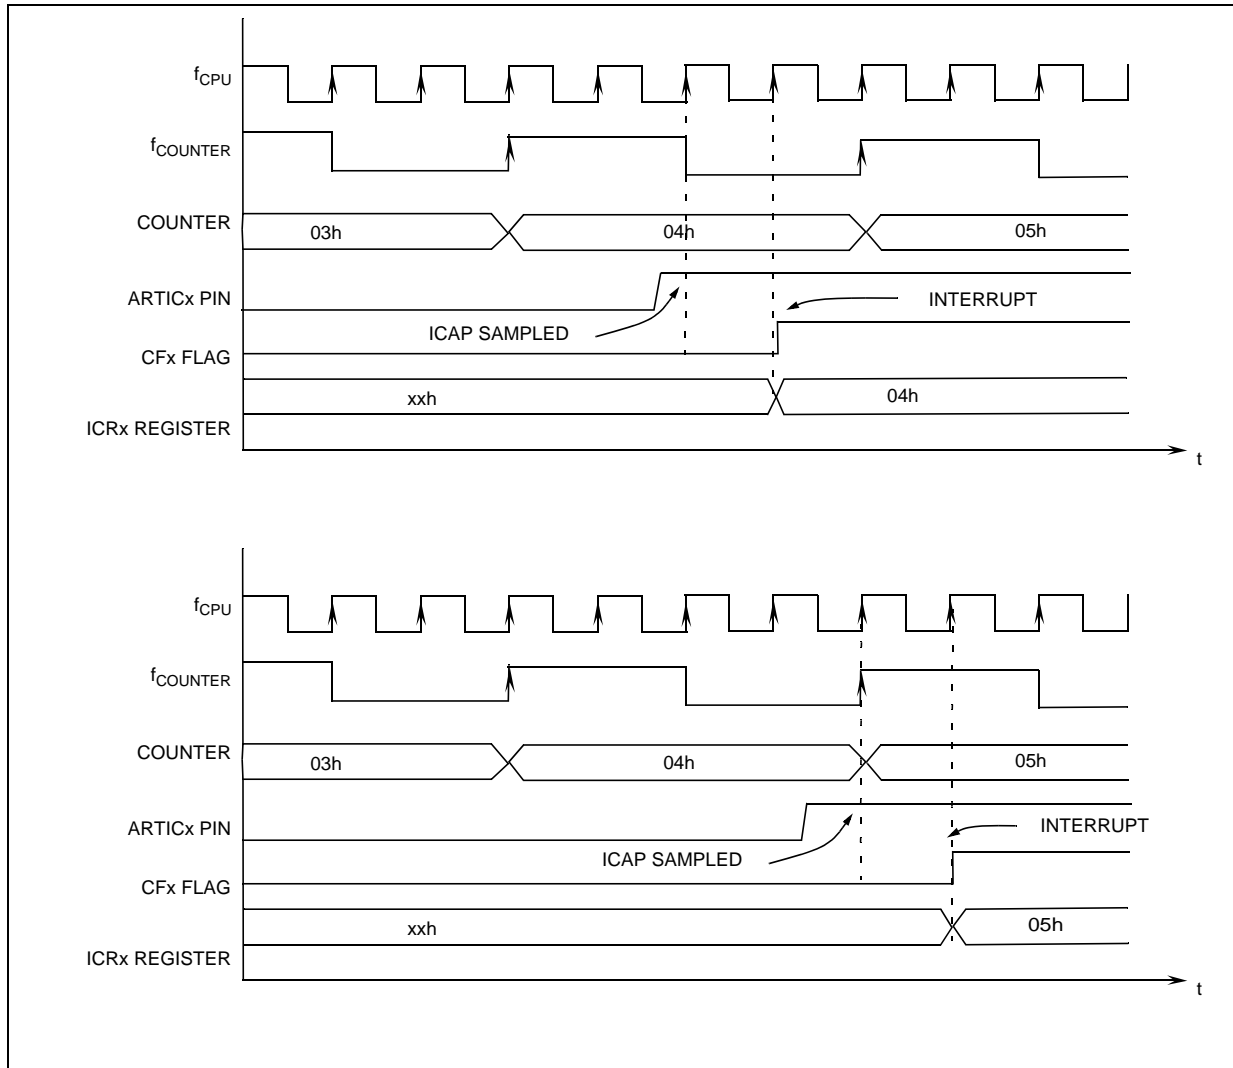 fCPU
fCOUNTER
COUNTER 03h 04h 05h
ARTICx PIN
INTERRUPT
ICAP SAMPLED
CFx FLAG
xxh 04h
ICRx REGISTER
t
fCPU
fCOUNTER
COUNTER 03h 04h 05h
ARTICx PIN
INTERRUPT
ICAP SAMPLED
CFx FLAG
xxh 05h
ICRx REGISTER
t